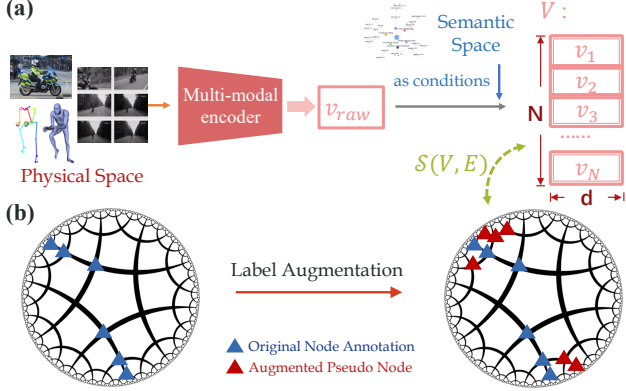 (a)
Physical Space
Multi-modal
encoder
v_raw
Semantic
Space
as conditions
V :
v_1
v_2
v_3
......
v_N
N
d
S(V, E)
(b)
Label Augmentation
Original Node Annotation
Augmented Pseudo Node